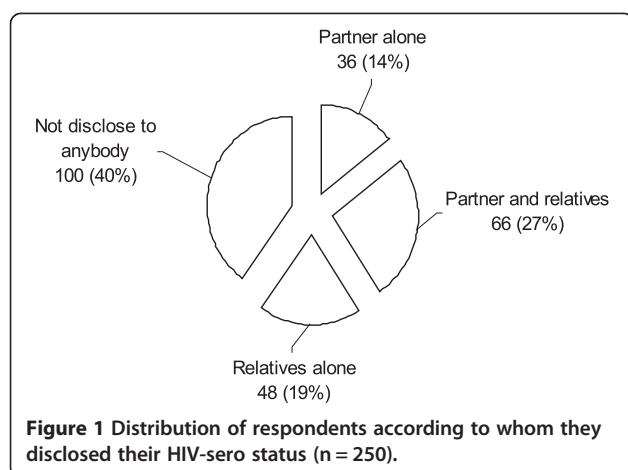 Partner alone
36 (14%)
Not disclose to
anybody
100 (40%)
Partner and relatives
66 (27%)
Relatives alone
48 (19%)
Figure 1 Distribution of respondents according to whom they
disclosed their HIV-sero status (n = 250).